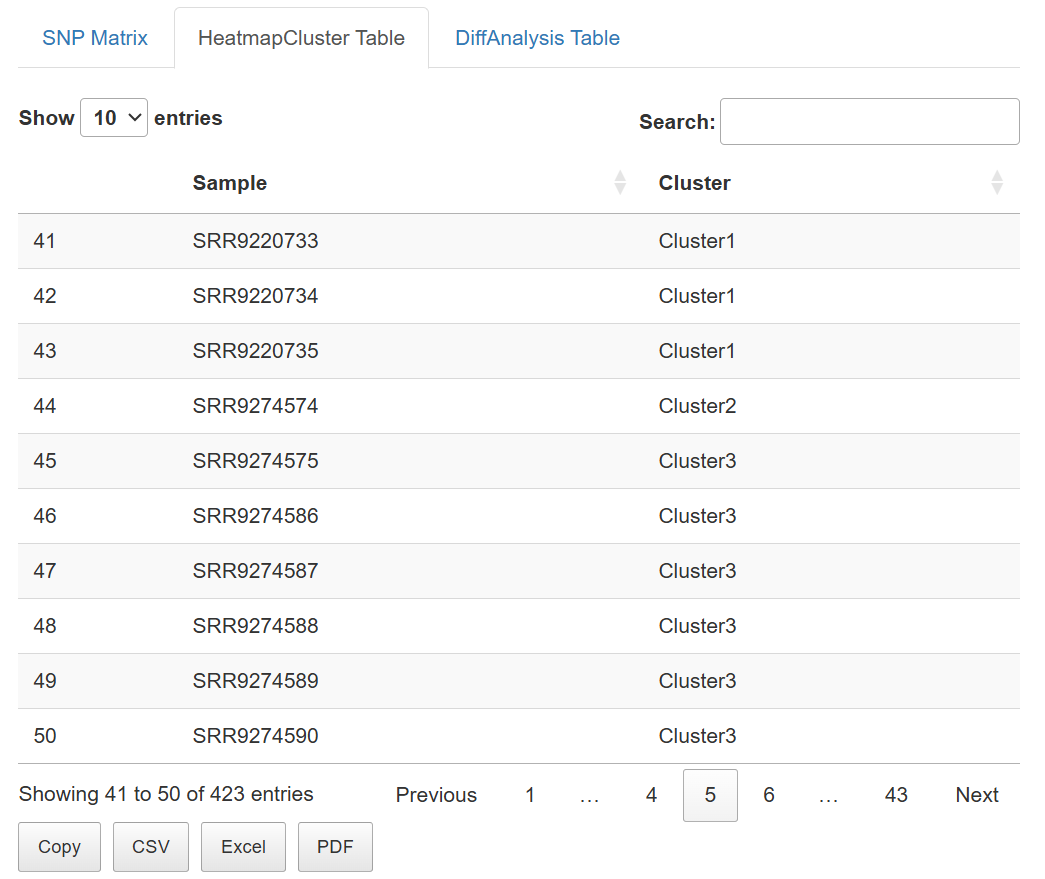 SNP Matrix HeatmapCluster Table DiffAnalysis Table
Show 10 entries Search:
Sample Cluster
41 SRR9220733 Cluster1
42 SRR9220734 Cluster1
43 SRR9220735 Cluster1
44 SRR9274574 Cluster2
45 SRR9274575 Cluster3
46 SRR9274586 Cluster3
47 SRR9274587 Cluster3
48 SRR9274588 Cluster3
49 SRR9274589 Cluster3
50 SRR9274590 Cluster3
Showing 41 to 50 of 423 entries Previous 1 … 4 5 6 … 43 Next
Copy CSV Excel PDF